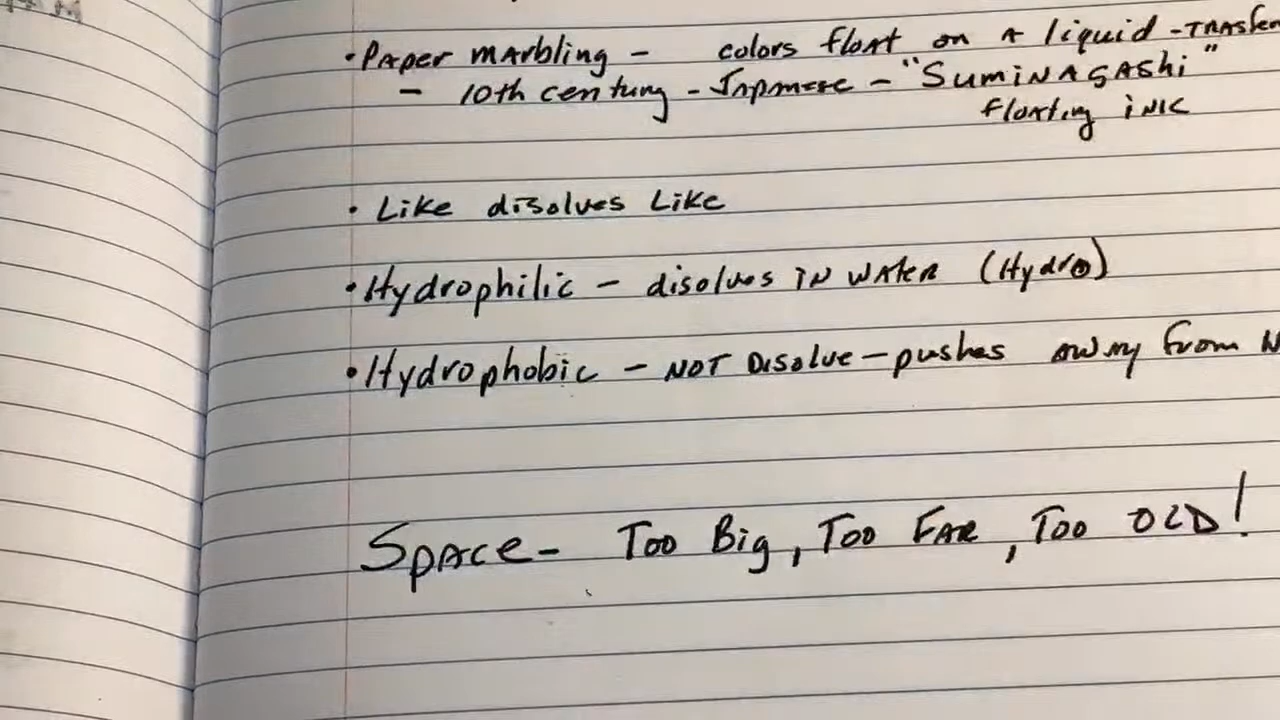 • Paper marbling - colors float on a liquid - TRANSfer
- 10th century - Japanese - "SumiNAGAShi"
floating iNK
• Like disolves Like
• Hydrophilic - disolves iN WATER (Hydro)
• Hydrophobic - NOT Disolve - pushes away from
Space - Too Big, Too FAR, Too OLD!